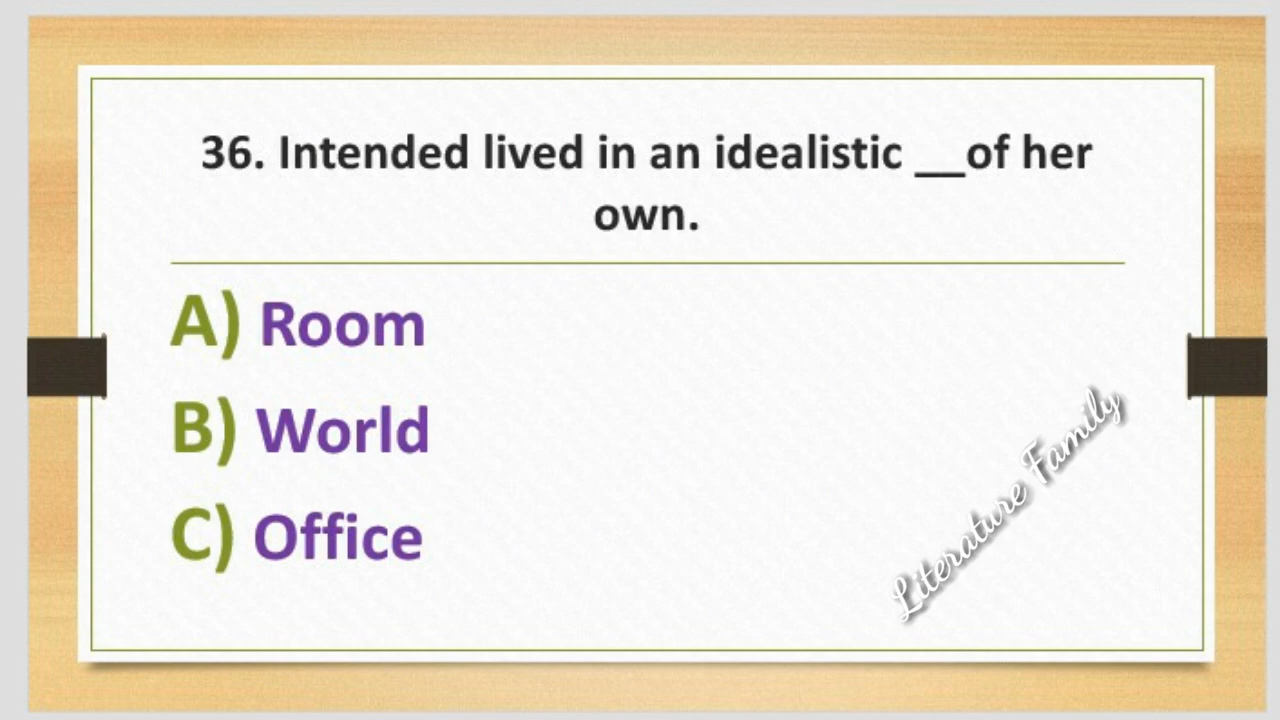 36. Intended lived in an idealistic __of her
own.
A) Room
B) World
C) Office
Literature Family